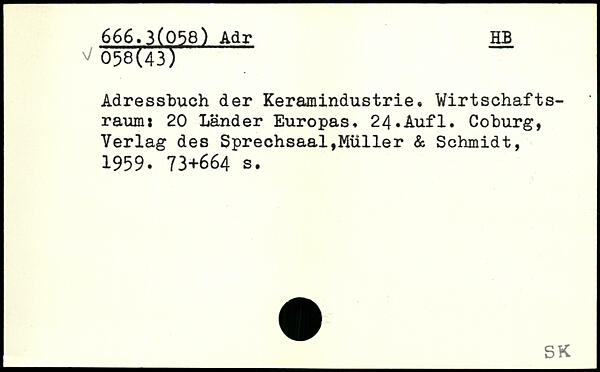 666.3(058) Adr HB
√ 058(43)
Adressbuch der Keramindustrie. Wirtschafts-
raum: 20 Länder Europas. 24.Aufl. Coburg,
Verlag des Sprechsaal,Müller & Schmidt,
1959. 73+664 s.
SK